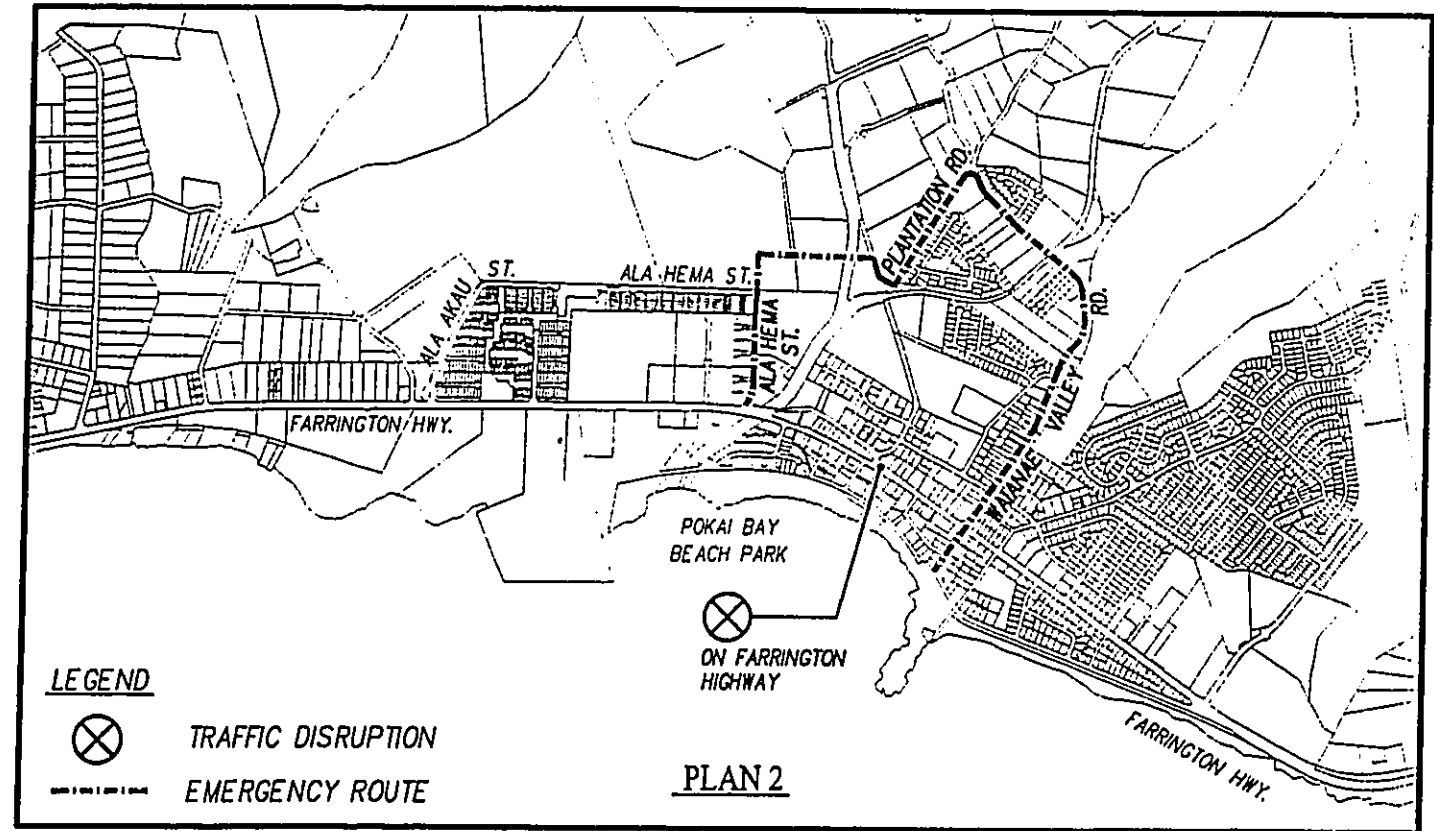 PLANTATION RD.
ST.
ALA HEMA ST.
ALA AKAU
ALA HEMA
ST.
RD.
VALLEY
WAIANAE
FARRINGTON HWY.
POKAI BAY
BEACH PARK
ON FARRINGTON
HIGHWAY
FARRINGTON HWY.
LEGEND
TRAFFIC DISRUPTION
EMERGENCY ROUTE
PLAN 2